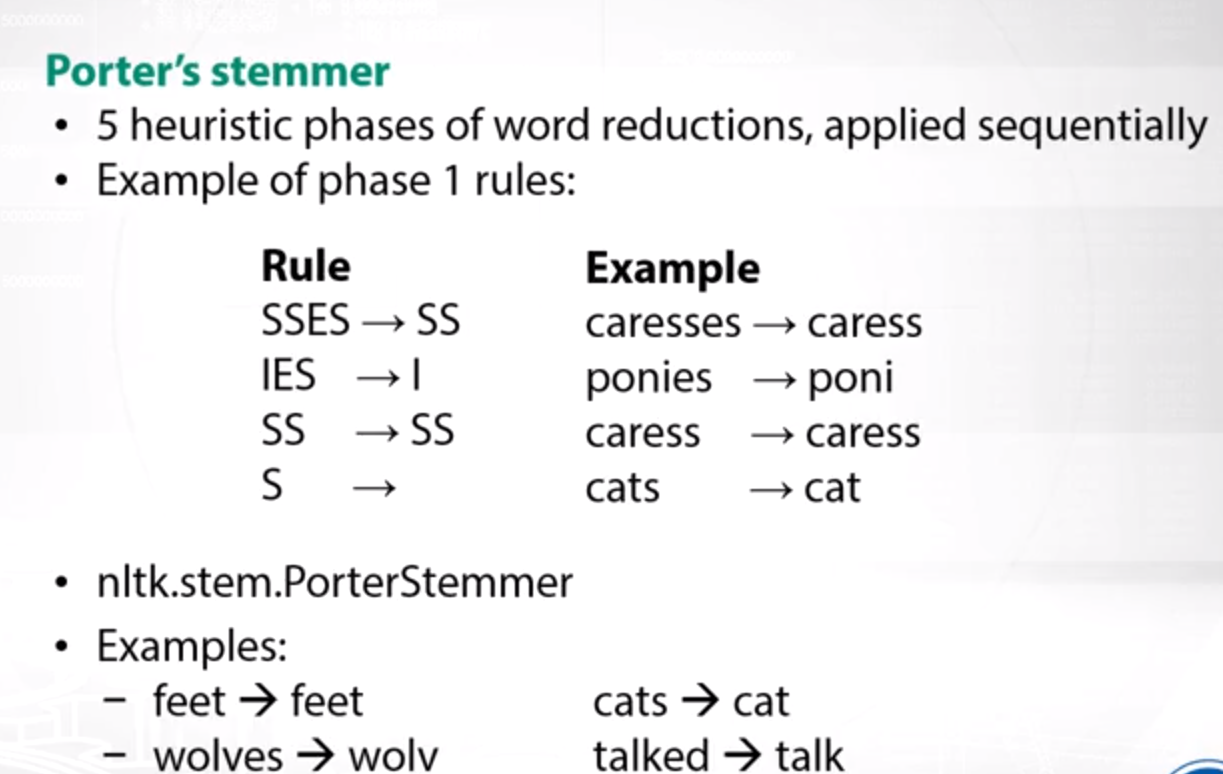 Porter's stemmer
• 5 heuristic phases of word reductions, applied sequentially
• Example of phase 1 rules:
Rule Example
SSES → SS caresses → caress
IES → I ponies → poni
SS → SS caress → caress
S → cats → cat
• nltk.stem.PorterStemmer
• Examples:
– feet → feet cats → cat
– wolves → wolv talked → talk